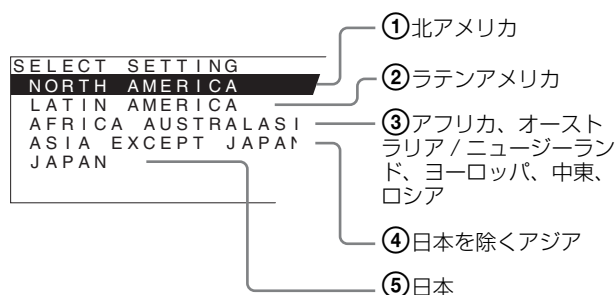 SELECT SETTING
NORTH AMERICA
LATIN AMERICA
AFRICA AUSTRALASI
ASIA EXCEPT JAPAN
JAPAN
①北アメリカ
②ラテンアメリカ
③アフリカ、オースト
ラリア / ニュージーラン
ド、ヨーロッパ、中東、
ロシア
④日本を除くアジア
⑤日本